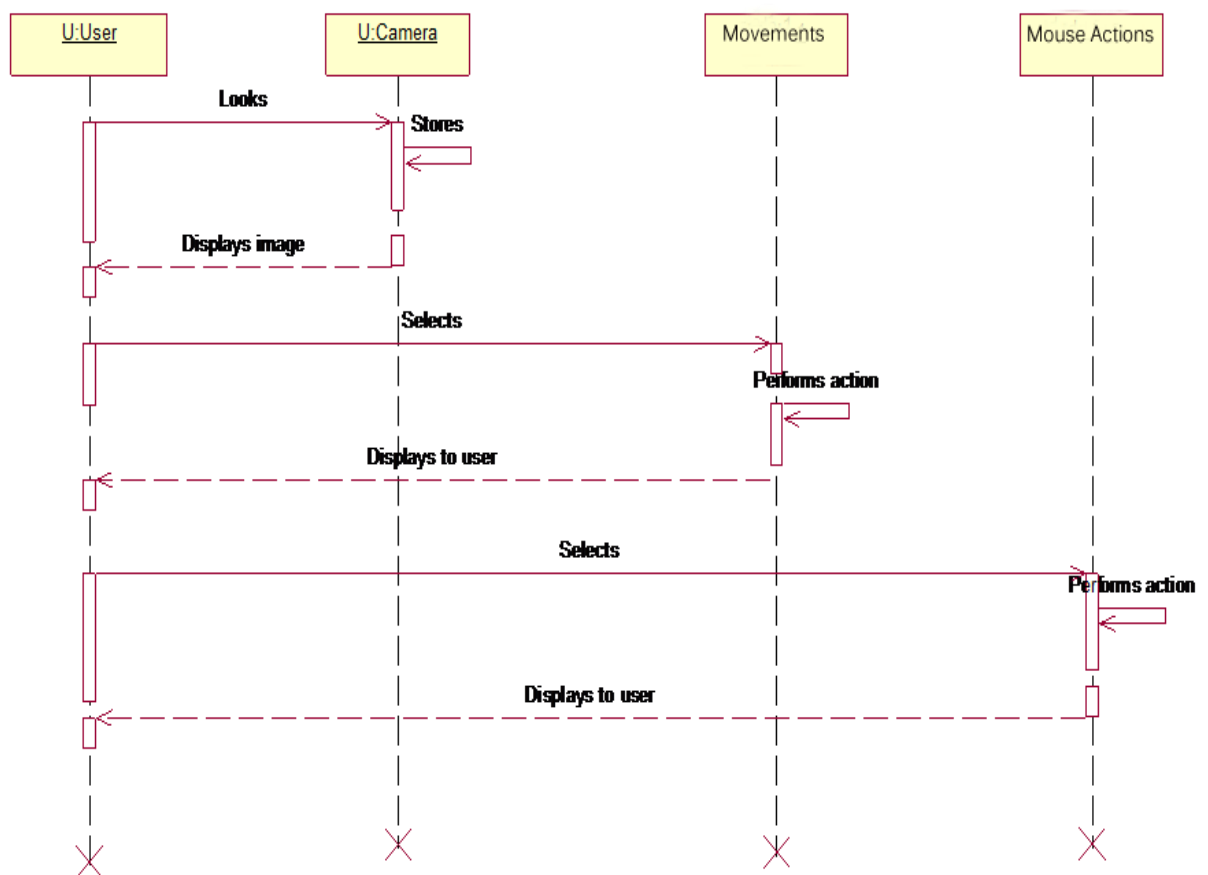 U:User
U:Camera
Movements
Mouse Actions
Looks
Stores
Displays image
Selects
Performs action
Displays to user
Selects
Performs action
Displays to user